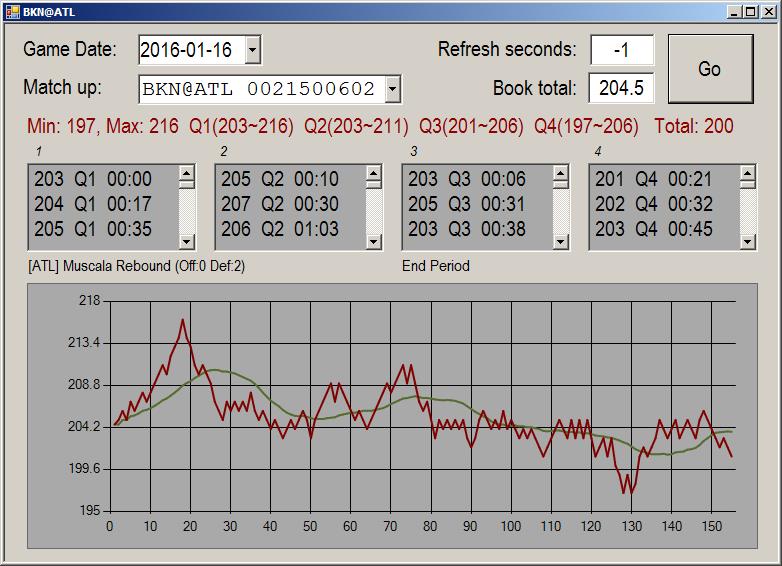 BKN@ATL
Game Date: 2016-01-16 Refresh seconds: -1 Go
Match up: BKN@ATL 0021500602 Book total: 204.5
Min: 197, Max: 216 Q1(203~216) Q2(203~211) Q3(201~206) Q4(197~206) Total: 200
1 2 3 4
203 Q1 00:00 205 Q2 00:10 203 Q3 00:06 201 Q4 00:21
204 Q1 00:17 207 Q2 00:30 205 Q3 00:31 202 Q4 00:32
205 Q1 00:35 206 Q2 01:03 203 Q3 00:38 203 Q4 00:45
[ATL] Muscala Rebound (Off:0 Def:2) End Period
218
213.4
208.8
204.2
199.6
195
0 10 20 30 40 50 60 70 80 90 100 110 120 130 140 150